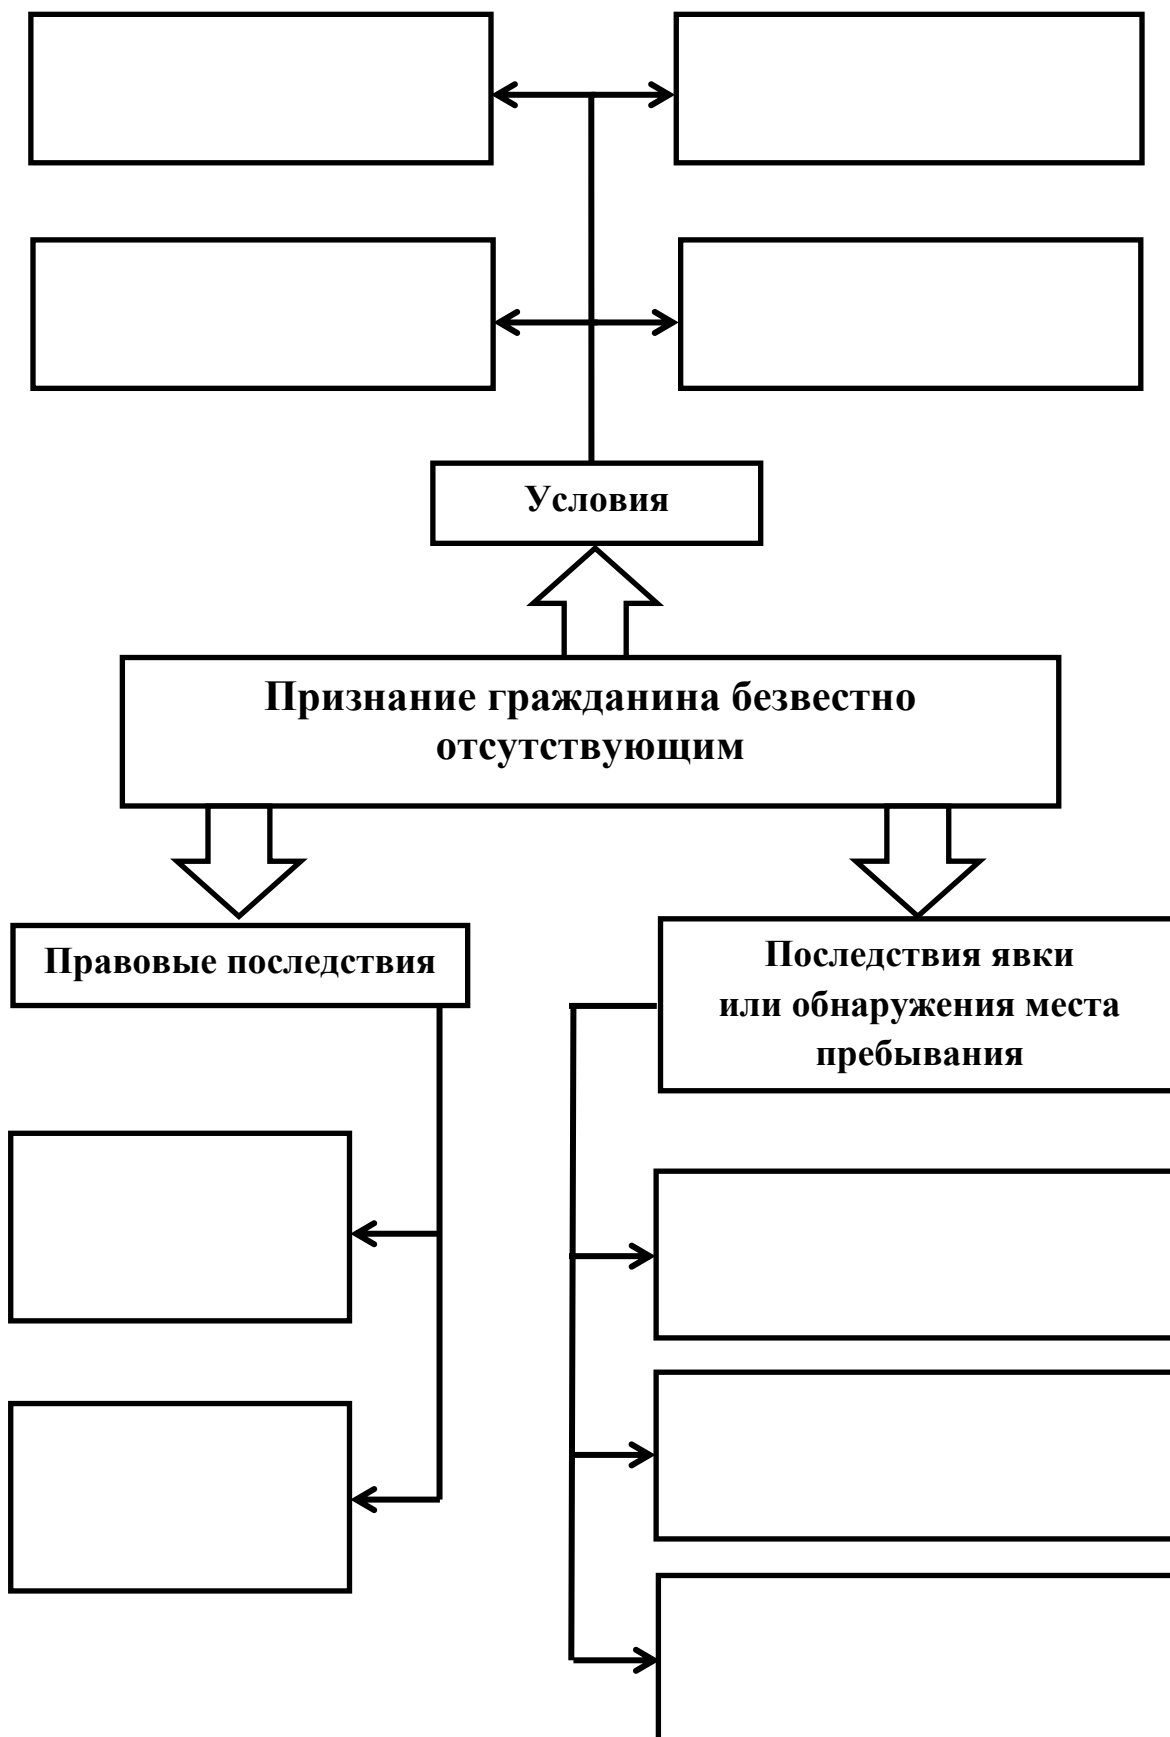 Условия
Признание гражданина безвестно
отсутствующим
Правовые последствия
Последствия явки
или обнаружения места
пребывания